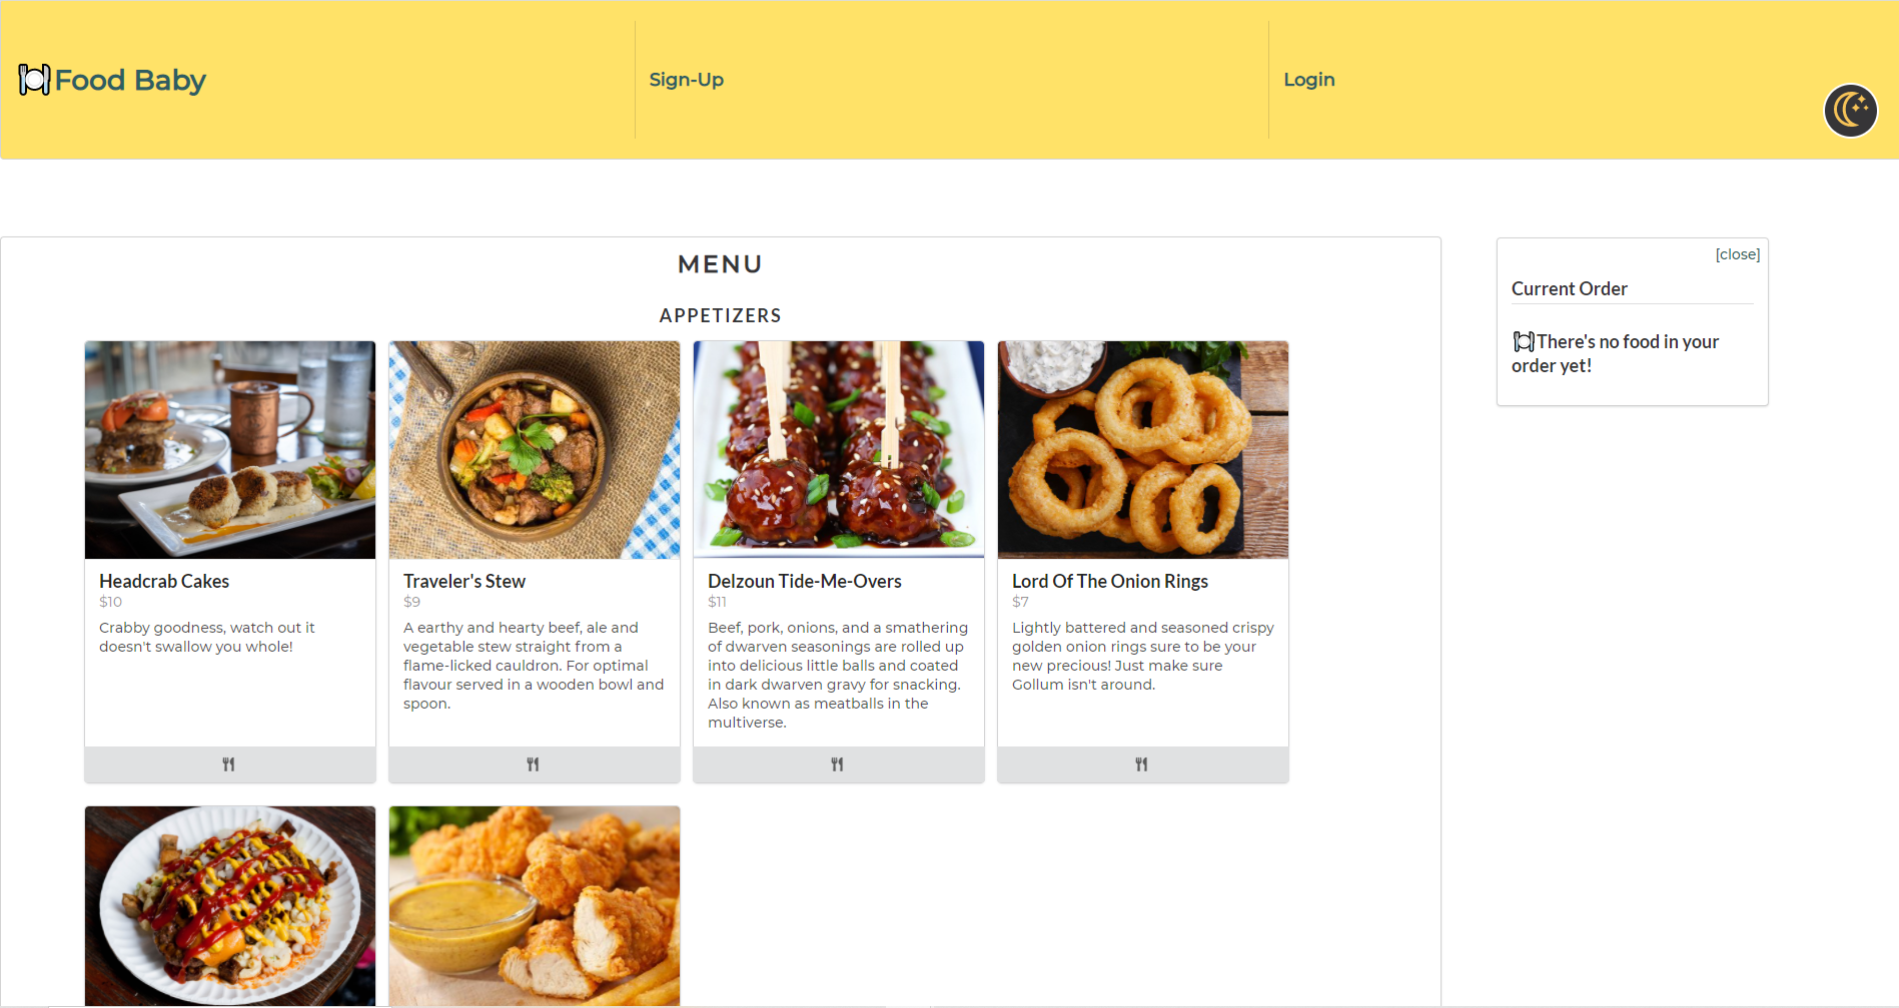 Food Baby
Sign-Up
Login
MENU
[close]
Current Order
There's no food in your
order yet!
APPETIZERS
Headcrab Cakes
$10
Crabby goodness, watch out it
doesn't swallow you whole!
Traveler's Stew
$9
A earthy and hearty beef, ale and
vegetable stew straight from a
flame-licked cauldron. For optimal
flavour served in a wooden bowl and
spoon.
Delzoun Tide-Me-Overs
$11
Beef, pork, onions, and a smathering
of dwarven seasonings are rolled up
into delicious little balls and coated
in dark dwarven gravy for snacking.
Also known as meatballs in the
multiverse.
Lord Of The Onion Rings
$7
Lightly battered and seasoned crispy
golden onion rings sure to be your
new precious! Just make sure
Gollum isn't around.